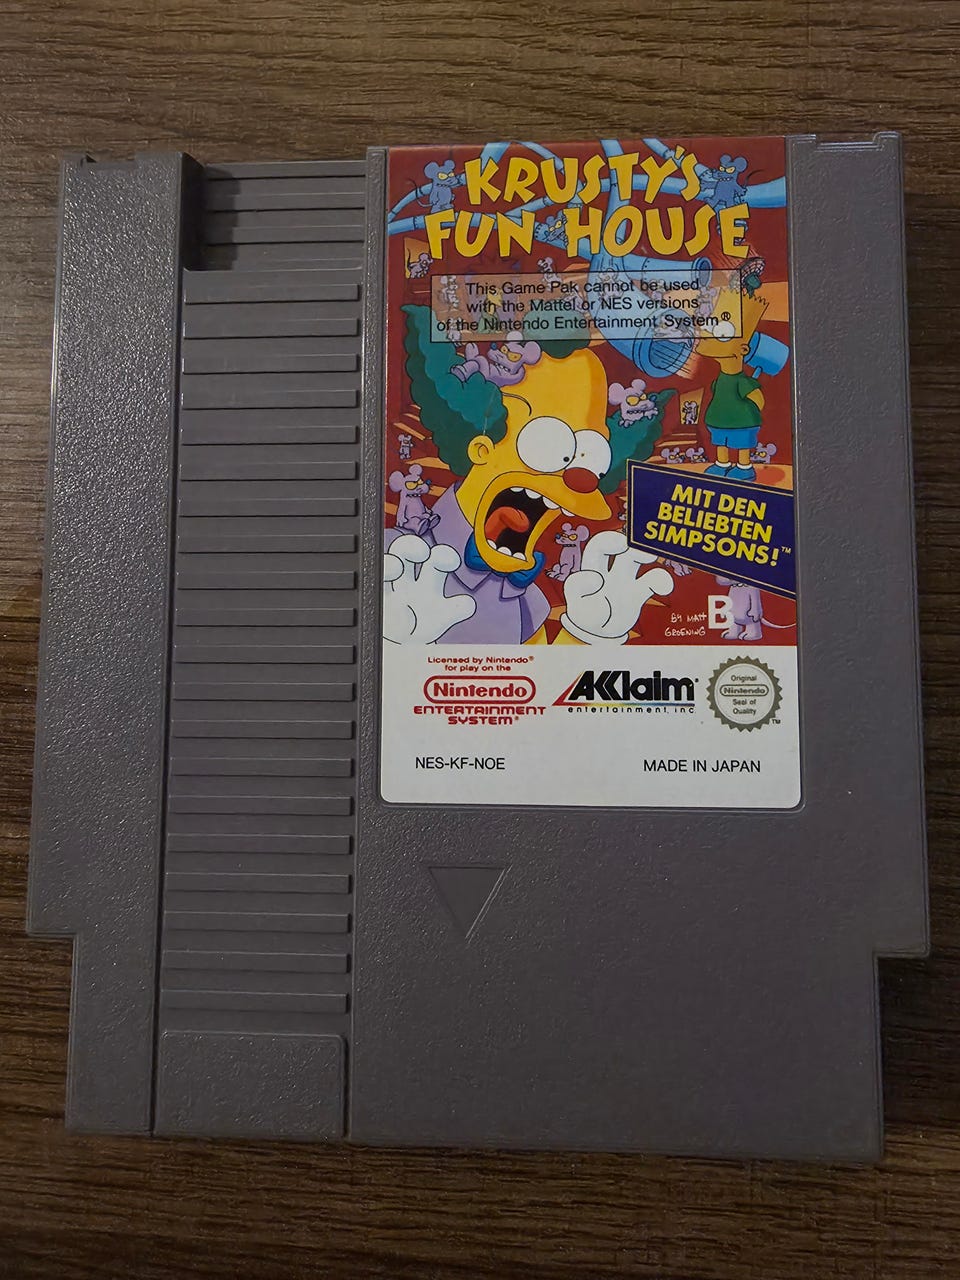 KRUSTY'S
FUN HOUSE
This Game Pak cannot be used
with the Mattel or NES versions
of the Nintendo Entertainment System®
MIT DEN
BELIEBTEN
SIMPSONS!™
BY MATT
GROENING
B
Licensed by Nintendo®
for play on the
Nintendo
ENTERTAINMENT
SYSTEM®
AKKlaim®
entertainment, inc.
Original
Nintendo
Seal of
Quality
TM
NES-KF-NOE
MADE IN JAPAN